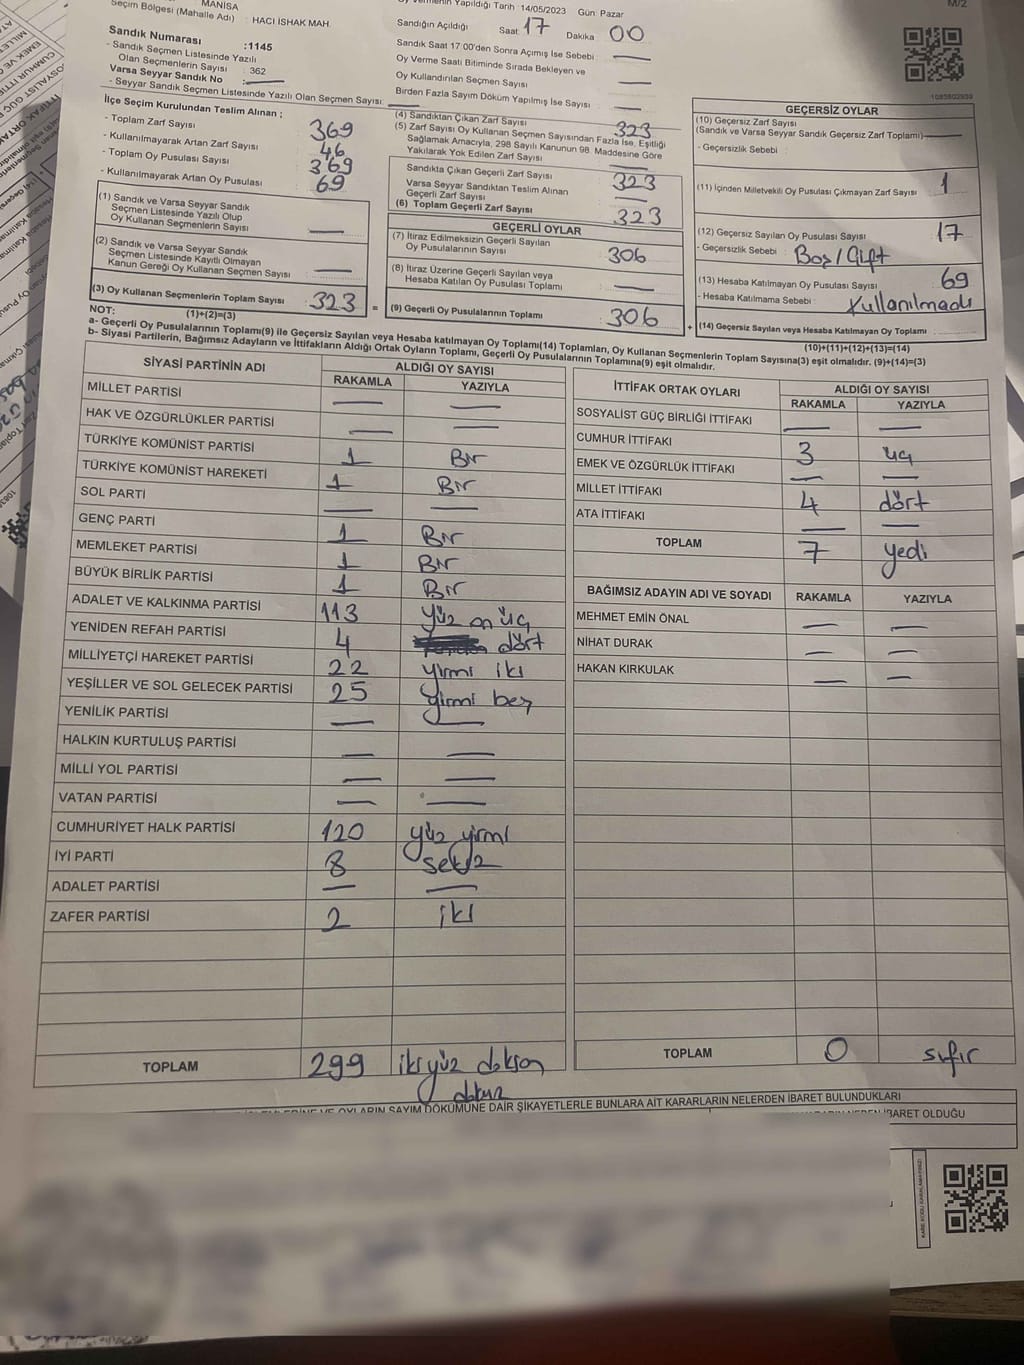 MANİSA
Seçim Bölgesi (Mahalle Adı) : HACI İSHAK MAH.
Yapıldığı Tarih : 14/05/2023 Gün: Pazar
M/2
Sandığın Açıldığı Saat: 17 Dakika 00
Sandık Numarası :1145
- Sandık Seçmen Listesinde Yazılı
Olan Seçmenlerin Sayısı : 362
Varsa Seyyar Sandık No :
- Seyyar Sandık Seçmen Listesinde Yazılı Olan Seçmen Sayısı
Sandık Saat 17.00'den Sonra Açılmış İse Sebebi :
Oy Verme Saati Bitiminde Sırada Bekleyen ve
Oy Kullandırılan Seçmen Sayısı
Birden Fazla Sayım Döküm Yapılmış İse Sayısı :
1083802939
İlçe Seçim Kurulundan Teslim Alınan ;
- Toplam Zarf Sayısı 369
- Kullanılmayarak Artan Zarf Sayısı 46
- Toplam Oy Pusulası Sayısı 369
- Kullanılmayarak Artan Oy Pusulası 69
(1) Sandık ve Varsa Seyyar Sandık
Seçmen Listesinde Yazılı Olup
Oy Kullanan Seçmenlerin Sayısı
(2) Sandık ve Varsa Seyyar Sandık
Seçmen Listesinde Kayıtlı Olmayan
Kanun Gereği Oy Kullanan Seçmen Sayısı
(3) Oy Kullanan Seçmenlerin Toplam Sayısı 323 =
(1)+(2)=(3)
(4) Sandıktan Çıkan Zarf Sayısı 323
(5) Zarf Sayısı Oy Kullanan Seçmen Sayısından Fazla İse, Eşitliği
Sağlamak Amacıyla, 298 Sayılı Kanunun 98. Maddesine Göre
Yakılarak Yok Edilen Zarf Sayısı
Sandıkta Çıkan Geçerli Zarf Sayısı 323
Varsa Seyyar Sandıktan Teslim Alınan
Geçerli Zarf Sayısı
(6) Toplam Geçerli Zarf Sayısı 323
GEÇERLİ OYLAR
(7) İtiraz Edilmeksizin Geçerli Sayılan
Oy Pusulalarının Sayısı 306
(8) İtiraz Üzerine Geçerli Sayılan veya
Hesaba Katılan Oy Pusulası Toplamı
(9) Geçerli Oy Pusulalarının Toplamı 306 +
GEÇERSİZ OYLAR
(10) Geçersiz Zarf Sayısı
(Sandık ve Varsa Seyyar Sandık Geçersiz Zarf Toplamı)
- Geçersizlik Sebebi :
(11) İçinden Milletvekili Oy Pusulası Çıkmayan Zarf Sayısı 1
(12) Geçersiz Sayılan Oy Pusulası Sayısı 17
- Geçersizlik Sebebi : Boş/Çift
(13) Hesaba Katılmayan Oy Pusulası Sayısı 69
- Hesaba Katılmama Sebebi : Kullanılmadı
(14) Geçersiz Sayılan veya Hesaba Katılmayan Oy Toplamı
(10)+(11)+(12)+(13)=(14)
NOT:
a- Geçerli Oy Pusulalarının Toplamı(9) ile Geçersiz Sayılan veya Hesaba katılmayan Oy Toplamı(14) Toplamları, Oy Kullanan Seçmenlerin Toplam Sayısına(3) eşit olmalıdır. (9)+(14)=(3)
b- Siyasi Partilerin, Bağımsız Adayların ve İttifakların Aldığı Ortak Oyların Toplamı, Geçerli Oy Pusulalarının Toplamına(9) eşit olmalıdır.
SİYASİ PARTİNİN ADI ALDIĞI OY SAYISI
RAKAMLA YAZIYLA
MİLLET PARTİSİ
HAK VE ÖZGÜRLÜKLER PARTİSİ
TÜRKİYE KOMÜNİST PARTİSİ 1 Bir
TÜRKİYE KOMÜNİST HAREKETİ 1 Bir
SOL PARTİ
GENÇ PARTİ 1 Bir
MEMLEKET PARTİSİ 1 Bir
BÜYÜK BİRLİK PARTİSİ 1 Bir
ADALET VE KALKINMA PARTİSİ 113 yüz on üç
YENİDEN REFAH PARTİSİ 4 dört
MİLLİYETÇİ HAREKET PARTİSİ 22 yirmi iki
YEŞİLLER VE SOL GELECEK PARTİSİ 25 yirmi beş
YENİLİK PARTİSİ
HALKIN KURTULUŞ PARTİSİ
MİLLİ YOL PARTİSİ
VATAN PARTİSİ
CUMHURİYET HALK PARTİSİ 120 yüz yirmi
İYİ PARTİ 8 sekiz
ADALET PARTİSİ
ZAFER PARTİSİ 2 iki
TOPLAM 299 iki yüz doksan
dokuz
İTTİFAK ORTAK OYLARI ALDIĞI OY SAYISI
RAKAMLA YAZIYLA
SOSYALİST GÜÇ BİRLİĞİ İTTİFAKI
CUMHUR İTTİFAKI 3 üç
EMEK VE ÖZGÜRLÜK İTTİFAKI
MİLLET İTTİFAKI 4 dört
ATA İTTİFAKI
TOPLAM 7 yedi
BAĞIMSIZ ADAYIN ADI VE SOYADI RAKAMLA YAZIYLA
MEHMET EMİN ÖNAL
NİHAT DURAK
HAKAN KIRKULAK
TOPLAM 0 sıfır
OYLARIN SAYIM DÖKÜMÜNE DAİR ŞİKAYETLERLE BUNLARA AİT KARARLARIN NELERDEN İBARET BULUNDUKLARI
İBARET OLDUĞU